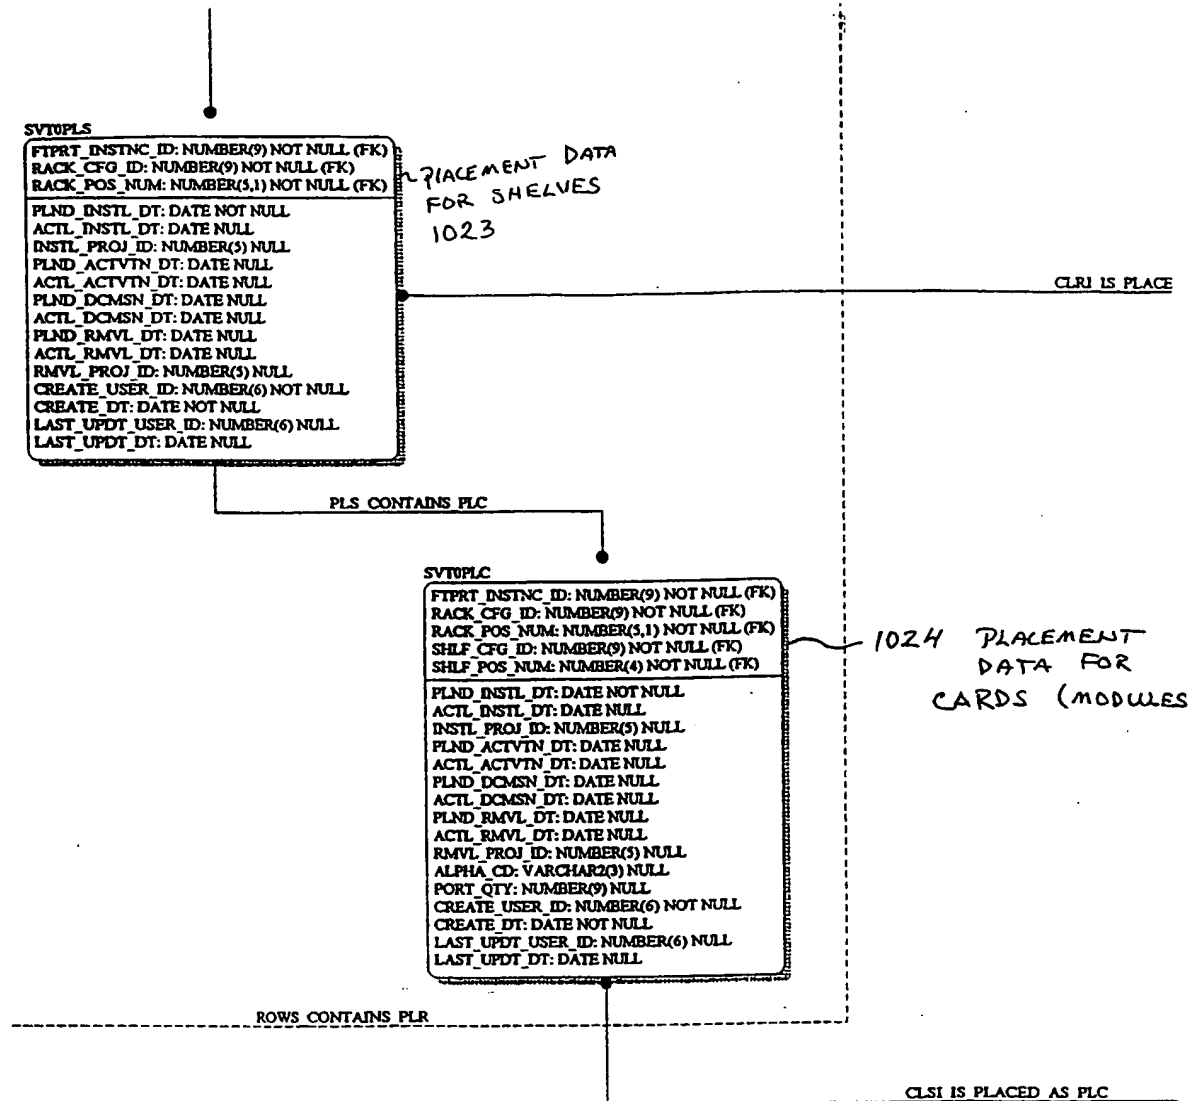 SVT0PLS
FTPRT_INSTNC_ID: NUMBER(9) NOT NULL (FK)
RACK_CFG_ID: NUMBER(9) NOT NULL (FK)
RACK_POS_NUM: NUMBER(5,1) NOT NULL (FK)
PLND_INSTL_DT: DATE NOT NULL
ACTL_INSTL_DT: DATE NULL
INSTL_PROJ_ID: NUMBER(5) NULL
PLND_ACTVTN_DT: DATE NULL
ACTL_ACTVTN_DT: DATE NULL
PLND_DCMSN_DT: DATE NULL
ACTL_DCMSN_DT: DATE NULL
PLND_RMVL_DT: DATE NULL
ACTL_RMVL_DT: DATE NULL
RMVL_PROJ_ID: NUMBER(5) NULL
CREATE_USER_ID: NUMBER(6) NOT NULL
CREATE_DT: DATE NOT NULL
LAST_UPDT_USER_ID: NUMBER(6) NULL
LAST_UPDT_DT: DATE NULL
PLACEMENT DATA
FOR SHELVES
1023
CLRI IS PLACE
PLS CONTAINS PLC
SVT0PLC
FTPRT_INSTNC_ID: NUMBER(9) NOT NULL (FK)
RACK_CFG_ID: NUMBER(9) NOT NULL (FK)
RACK_POS_NUM: NUMBER(5,1) NOT NULL (FK)
SHLF_CFG_ID: NUMBER(9) NOT NULL (FK)
SHLF_POS_NUM: NUMBER(4) NOT NULL (FK)
PLND_INSTL_DT: DATE NOT NULL
ACTL_INSTL_DT: DATE NULL
INSTL_PROJ_ID: NUMBER(5) NULL
PLND_ACTVTN_DT: DATE NULL
ACTL_ACTVTN_DT: DATE NULL
PLND_DCMSN_DT: DATE NULL
ACTL_DCMSN_DT: DATE NULL
PLND_RMVL_DT: DATE NULL
ACTL_RMVL_DT: DATE NULL
RMVL_PROJ_ID: NUMBER(5) NULL
ALPHA_CD: VARCHAR2(3) NULL
PORT_QTY: NUMBER(9) NULL
CREATE_USER_ID: NUMBER(6) NOT NULL
CREATE_DT: DATE NOT NULL
LAST_UPDT_USER_ID: NUMBER(6) NULL
LAST_UPDT_DT: DATE NULL
1024 PLACEMENT
DATA FOR
CARDS (MODULES
ROWS CONTAINS PLR
CLSI IS PLACED AS PLC